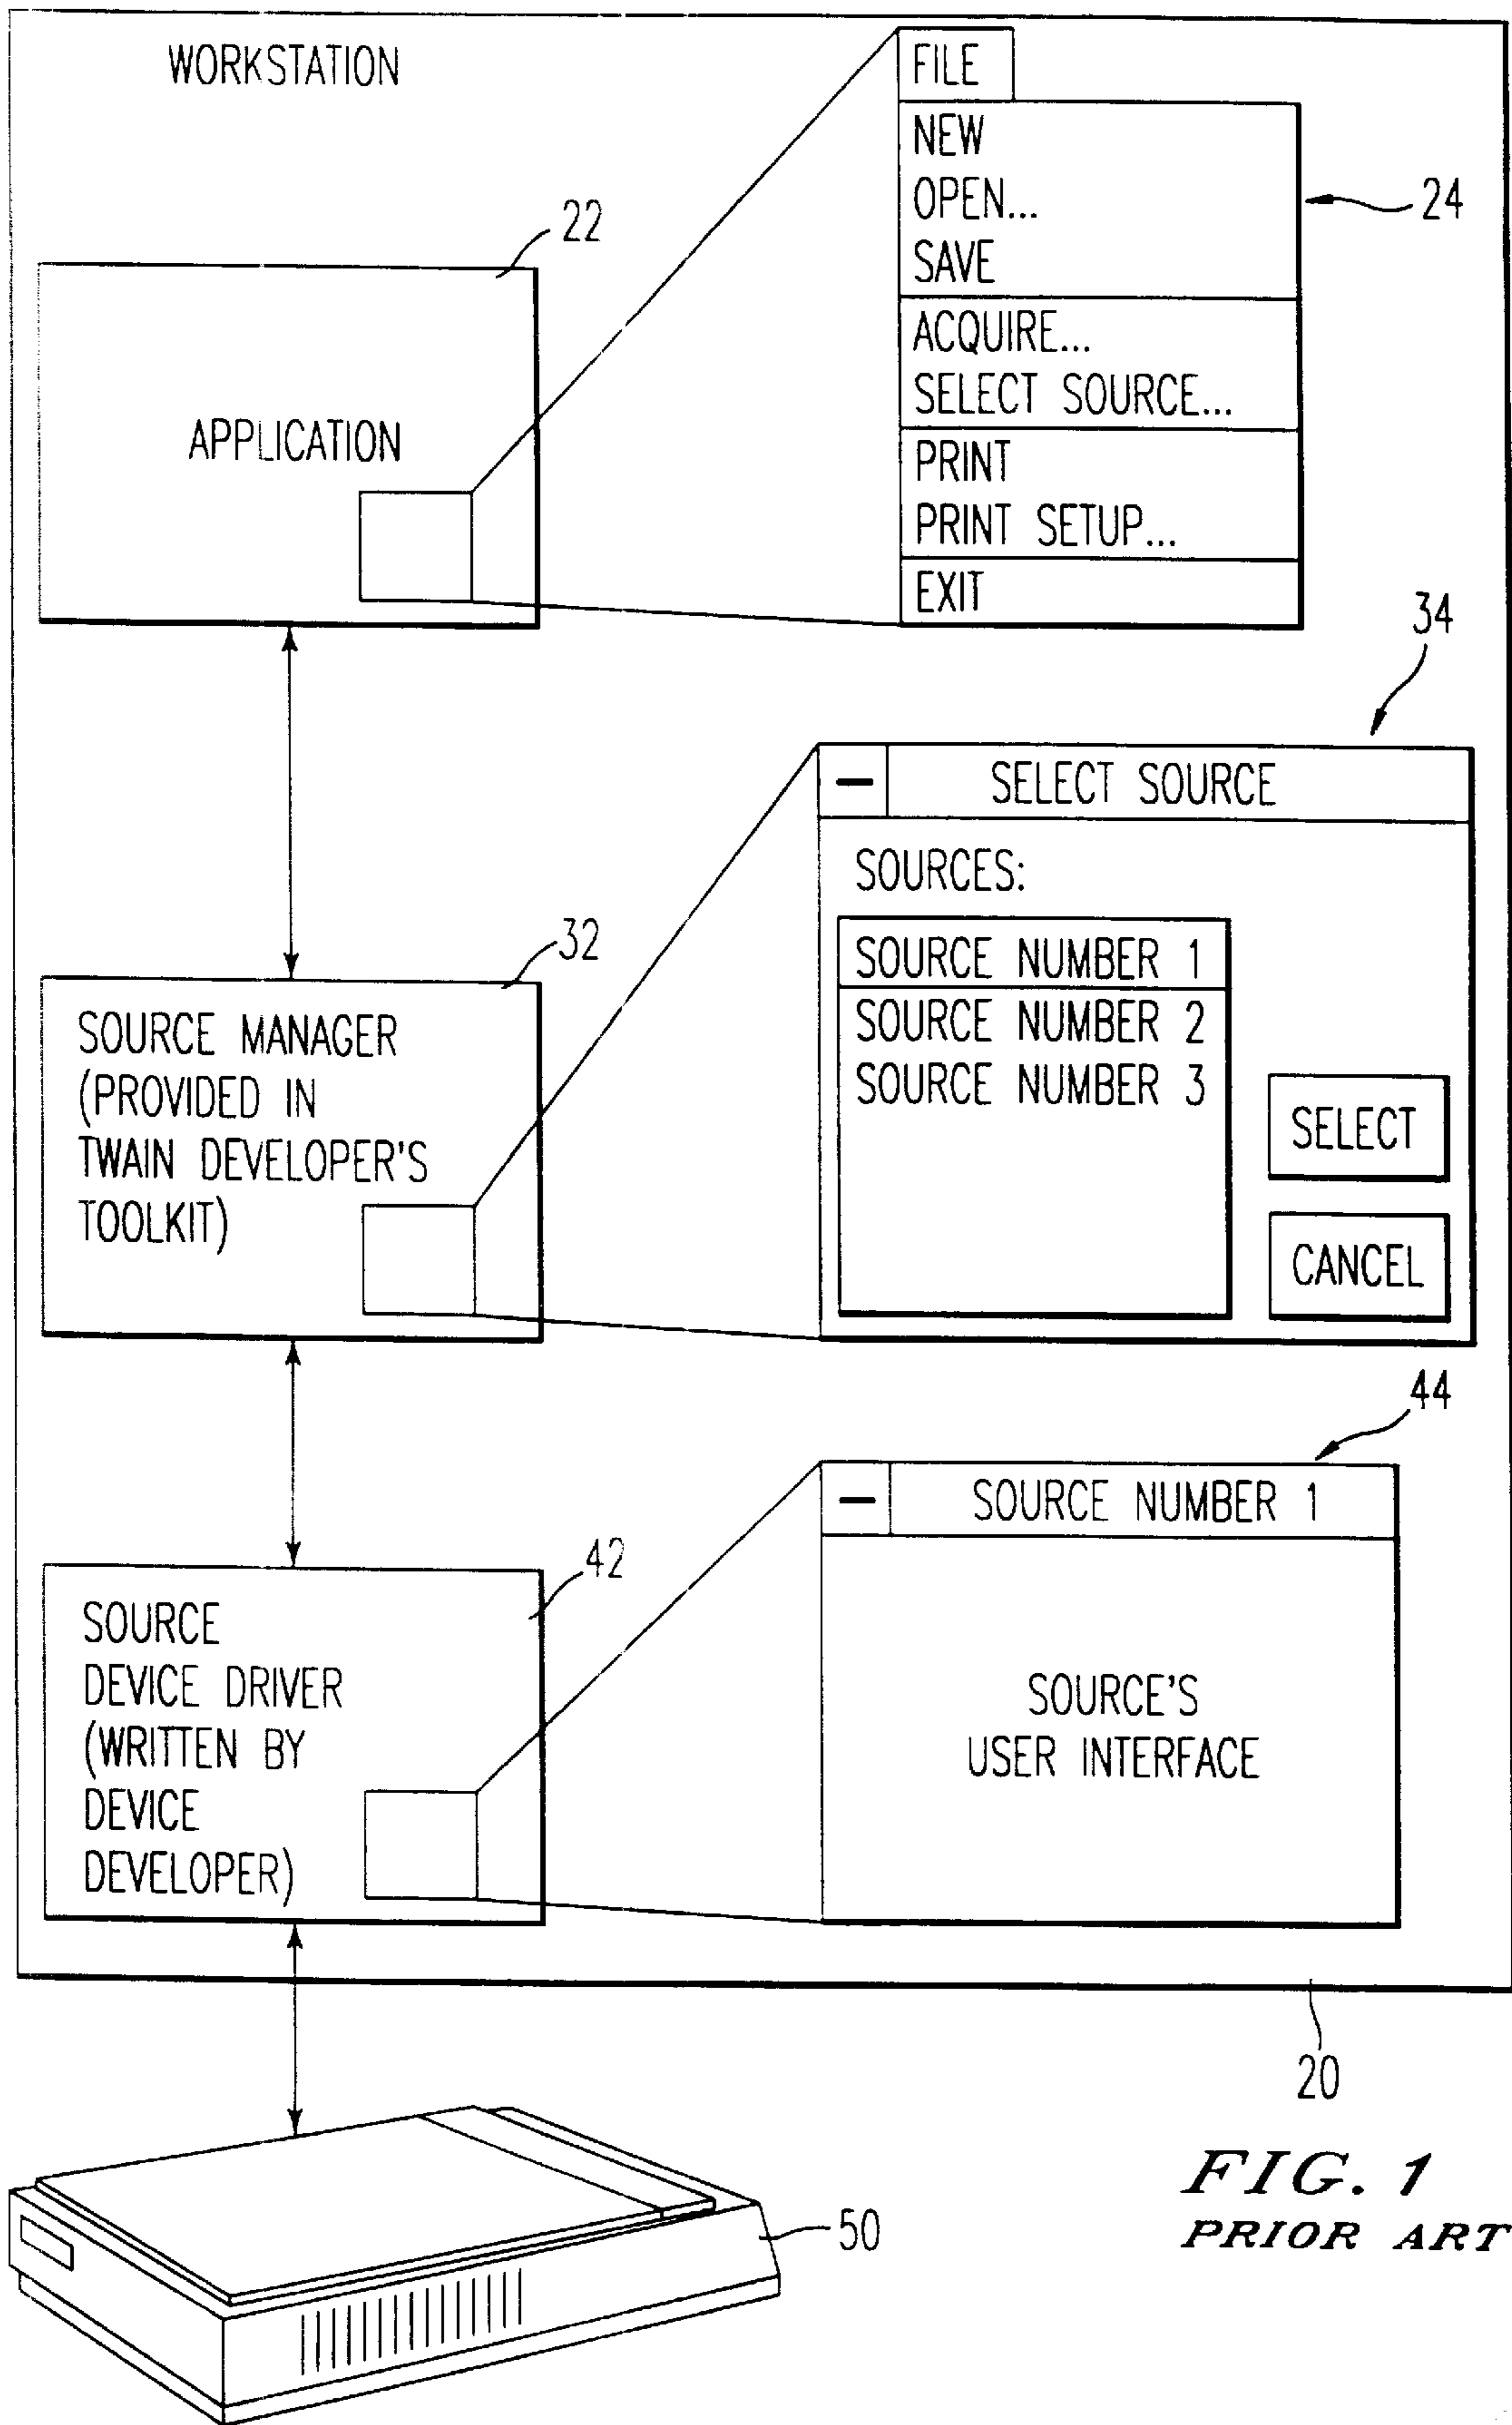 WORKSTATION
FILE
NEW
OPEN...
SAVE
ACQUIRE...
SELECT SOURCE...
PRINT
PRINT SETUP...
EXIT
24
22
APPLICATION
34
SELECT SOURCE
SOURCES:
SOURCE NUMBER 1
SOURCE NUMBER 2
SOURCE NUMBER 3
SELECT
CANCEL
32
SOURCE MANAGER
(PROVIDED IN
TWAIN DEVELOPER'S
TOOLKIT)
44
SOURCE NUMBER 1
SOURCE'S
USER INTERFACE
42
SOURCE
DEVICE DRIVER
(WRITTEN BY
DEVICE
DEVELOPER)
20
50
FIG. 1
PRIOR ART